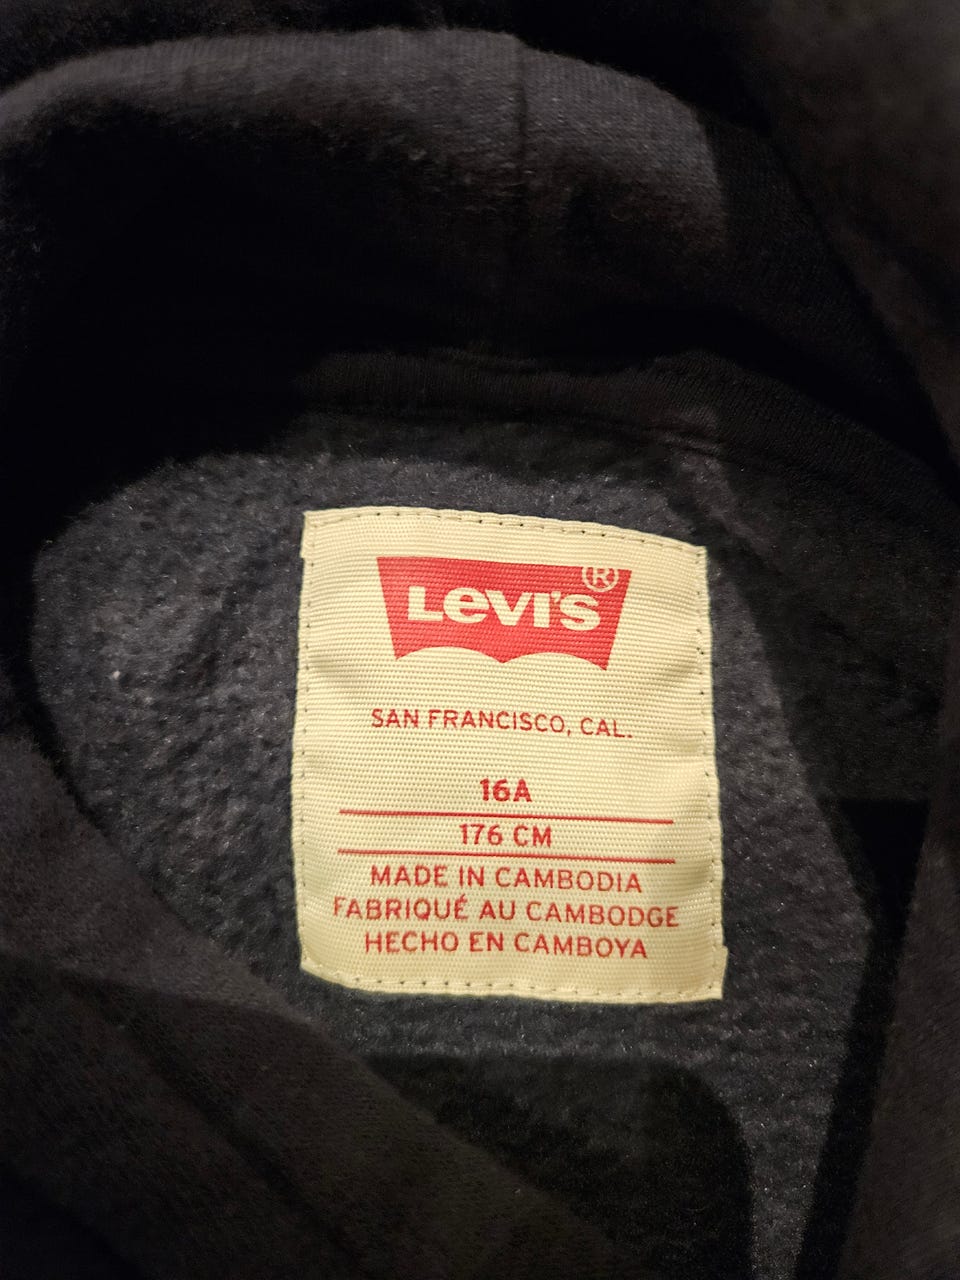 Levi's®
SAN FRANCISCO, CAL.
16A
176 CM
MADE IN CAMBODIA
FABRIQUÉ AU CAMBODGE
HECHO EN CAMBOYA